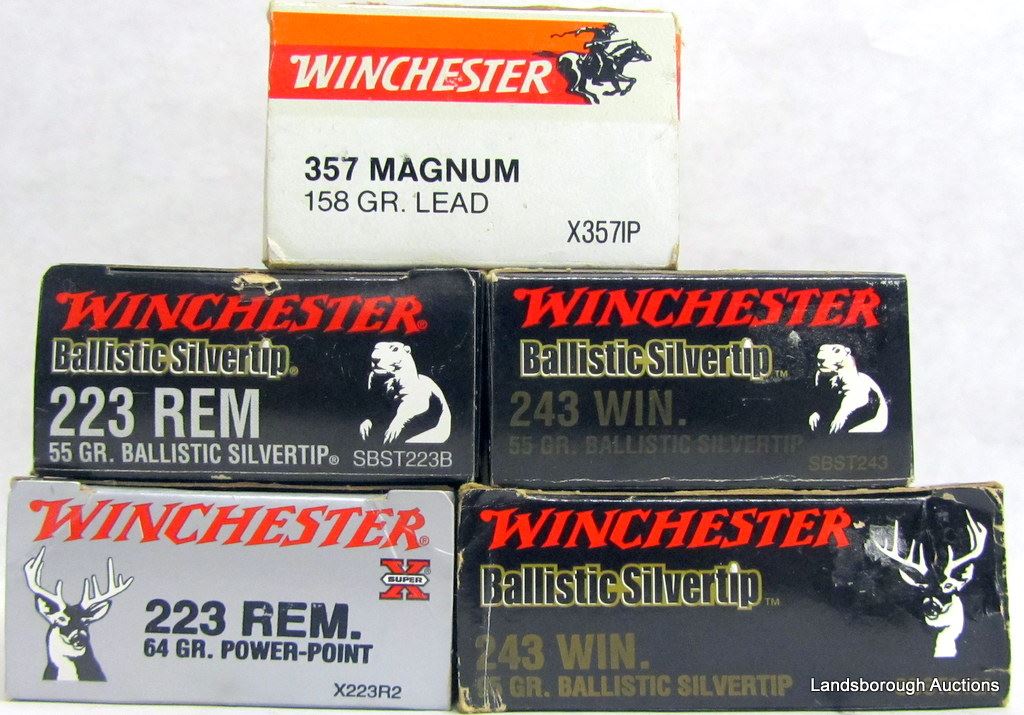 WINCHESTER
357 MAGNUM
158 GR. LEAD
X357IP
WINCHESTER®
Ballistic Silvertip®
223 REM
55 GR. BALLISTIC SILVERTIP® SBST223B
WINCHESTER
Ballistic Silvertip™
243 WIN.
55 GR. BALLISTIC SILVERTIP
SBST243
WINCHESTER®
SUPER X
223 REM.
64 GR. POWER-POINT
X223R2
WINCHESTER
Ballistic Silvertip™
243 WIN.
GR. BALLISTIC SILVERTIP
Landsborough Auctions